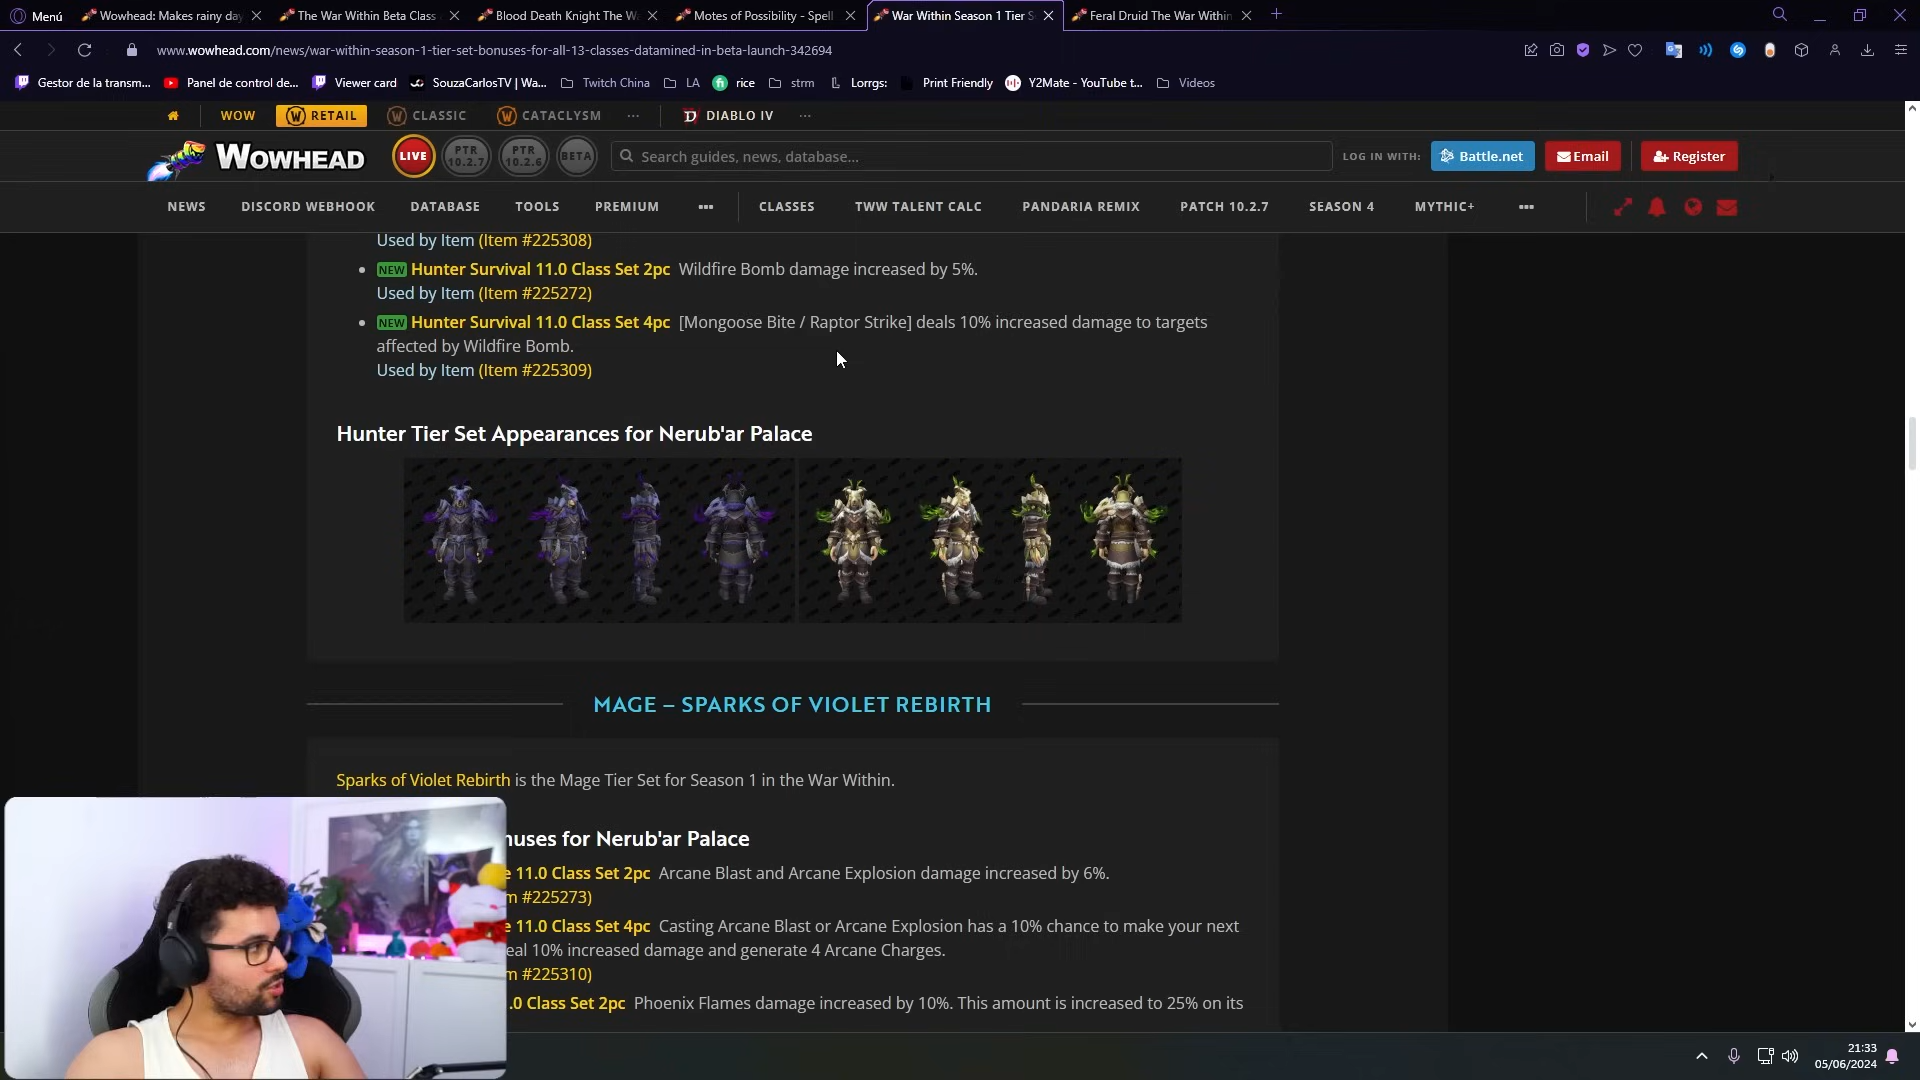 Menú
Wowhead: Makes rainy day
The War Within Beta Class
Blood Death Knight The Wa
Motes of Possibility - Spell
War Within Season 1 Tier S
Feral Druid The War Within
www.wowhead.com/news/war-within-season-1-tier-set-bonuses-for-all-13-classes-datamined-in-beta-launch-342694
Gestor de la transm...
Panel de control de...
Viewer card
SouzaCarlosTV | Wa...
Twitch China
LA
rice
strm
Lorrgs:
Print Friendly
Y2Mate - YouTube t...
Videos
WOW
RETAIL
CLASSIC
CATACLYSM
...
DIABLO IV
...
WOWHEAD
LIVE
PTR
10.2.7
PTR
10.2.6
BETA
Search guides, news, database...
LOG IN WITH:
Battle.net
Email
Register
NEWS
DISCORD WEBHOOK
DATABASE
TOOLS
PREMIUM
...
CLASSES
TWW TALENT CALC
PANDARIA REMIX
PATCH 10.2.7
SEASON 4
MYTHIC+
...
Used by Item (Item #225308)
NEW Hunter Survival 11.0 Class Set 2pc Wildfire Bomb damage increased by 5%.
Used by Item (Item #225272)
NEW Hunter Survival 11.0 Class Set 4pc [Mongoose Bite / Raptor Strike] deals 10% increased damage to targets
affected by Wildfire Bomb.
Used by Item (Item #225309)
Hunter Tier Set Appearances for Nerub'ar Palace
MAGE – SPARKS OF VIOLET REBIRTH
Sparks of Violet Rebirth is the Mage Tier Set for Season 1 in the War Within.
nuses for Nerub'ar Palace
e 11.0 Class Set 2pc Arcane Blast and Arcane Explosion damage increased by 6%.
m #225273)
e 11.0 Class Set 4pc Casting Arcane Blast or Arcane Explosion has a 10% chance to make your next
eal 10% increased damage and generate 4 Arcane Charges.
m #225310)
.0 Class Set 2pc Phoenix Flames damage increased by 10%. This amount is increased to 25% on its
21:33
05/06/2024